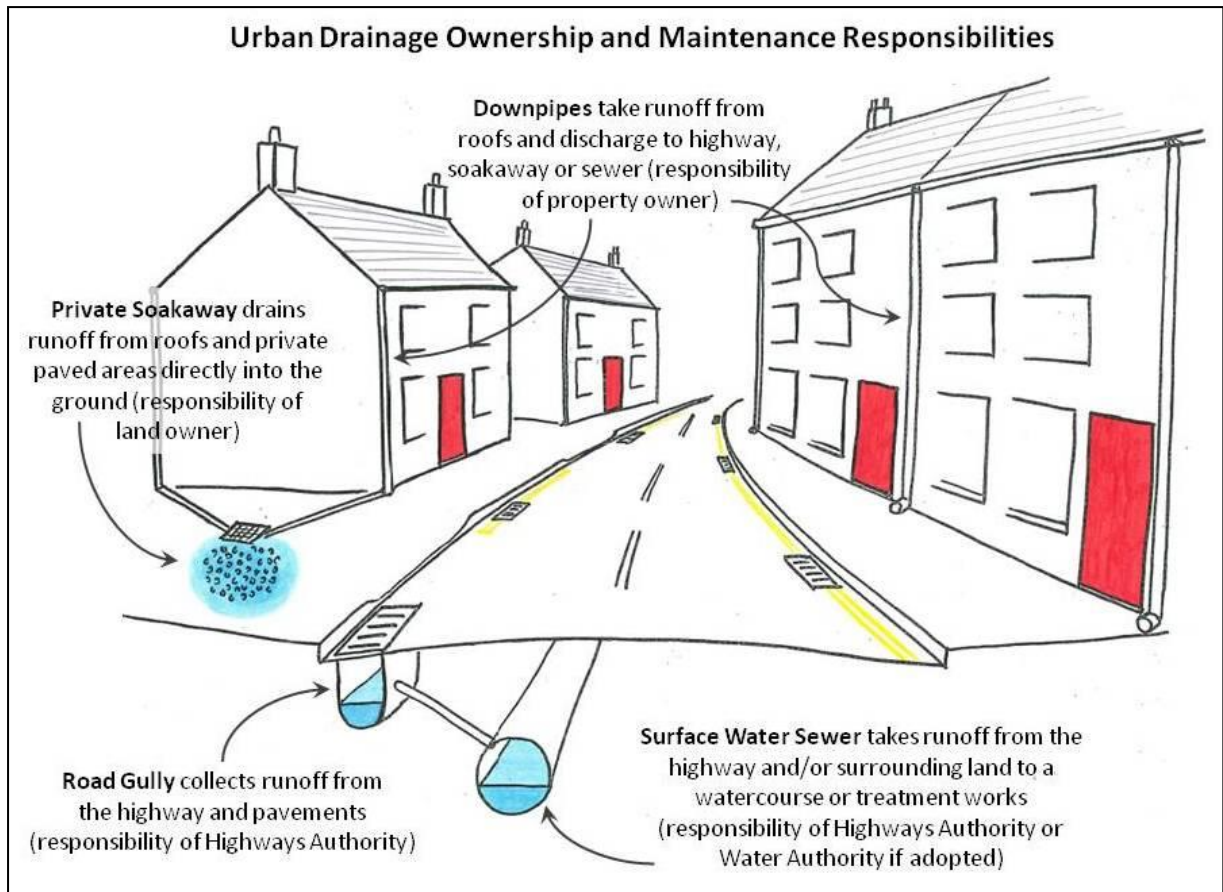 Urban Drainage Ownership and Maintenance Responsibilities
Downpipes take runoff from
roofs and discharge to highway,
soakaway or sewer (responsibility
of property owner)
Private Soakaway drains
runoff from roofs and private
paved areas directly into the
ground (responsibility of
land owner)
Road Gully collects runoff from
the highway and pavements
(responsibility of Highways Authority)
Surface Water Sewer takes runoff from the
highway and/or surrounding land to a
watercourse or treatment works
(responsibility of Highways Authority or
Water Authority if adopted)